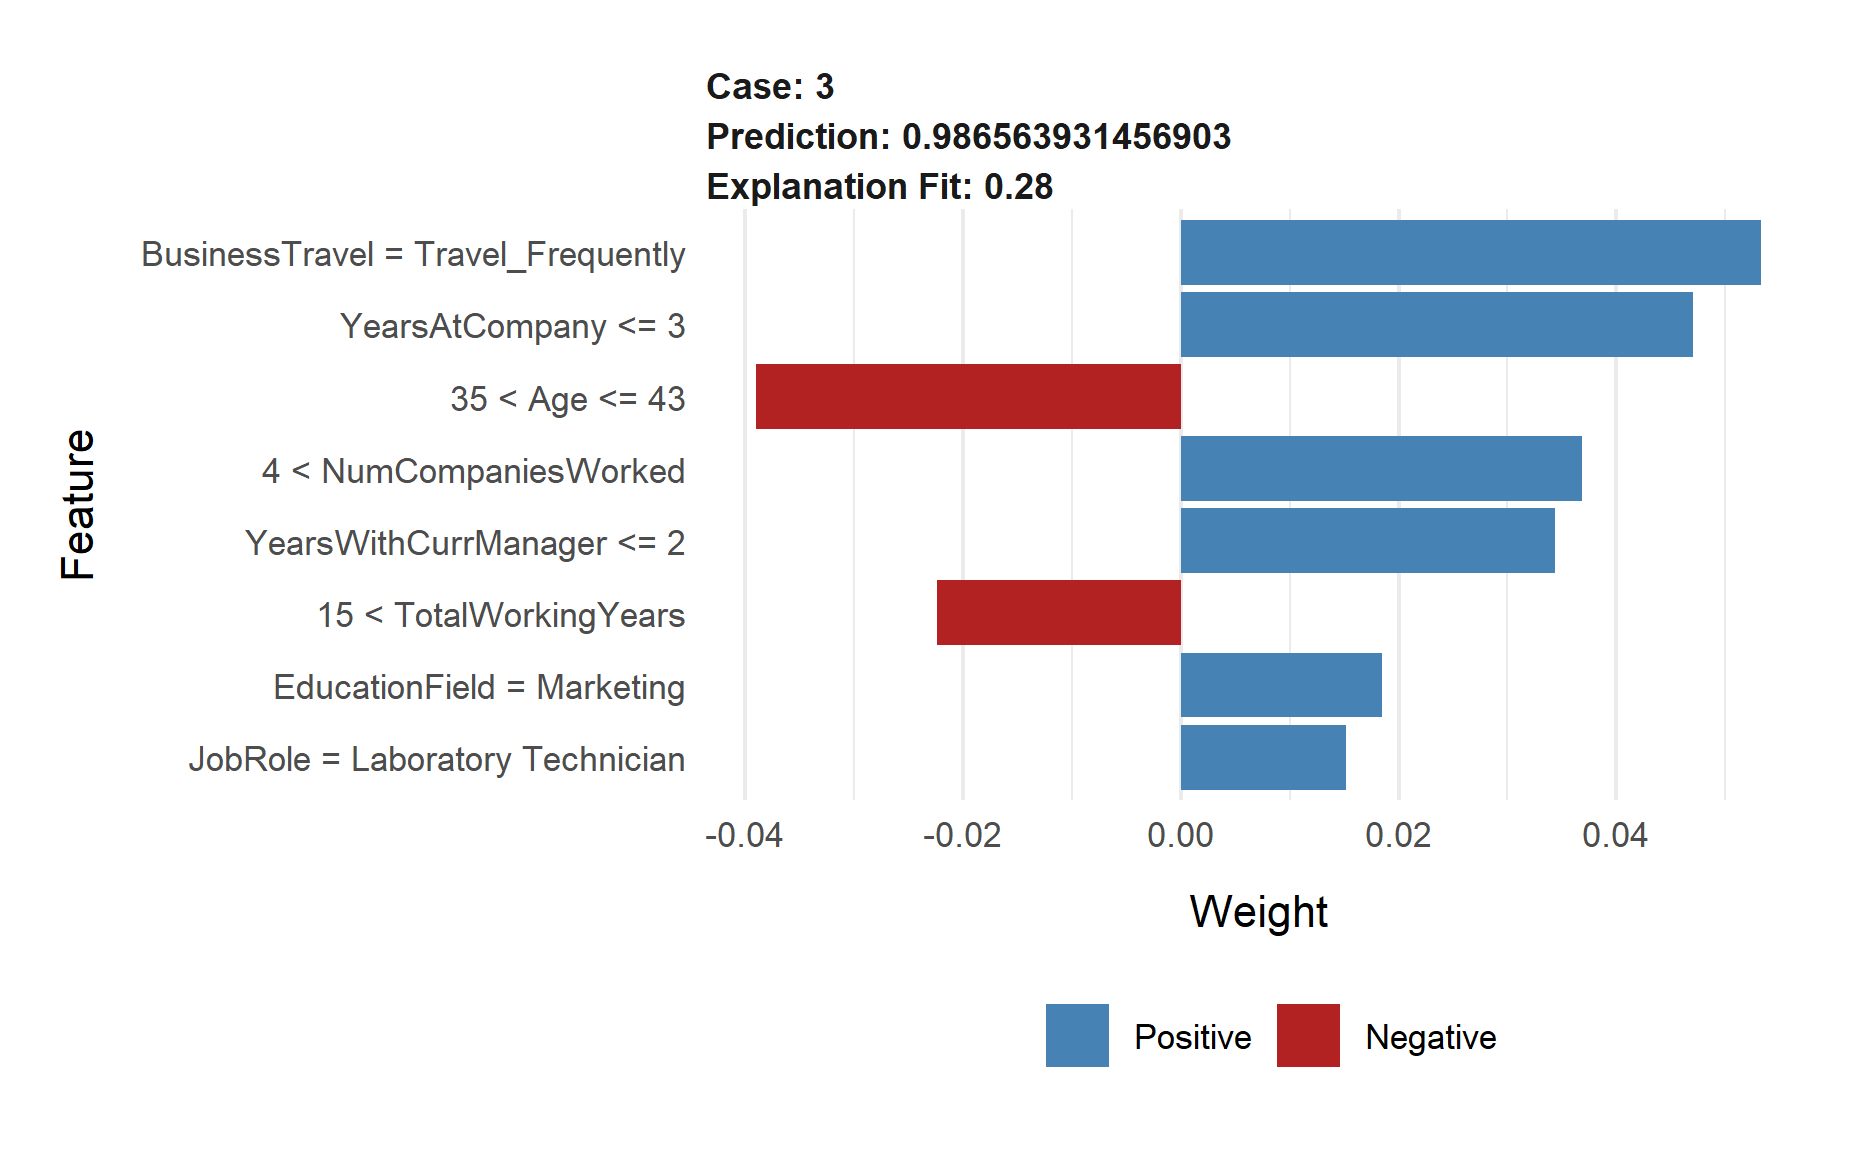 Case: 3
Prediction: 0.986563931456903
Explanation Fit: 0.28
Feature
BusinessTravel = Travel_Frequently
YearsAtCompany <= 3
35 < Age <= 43
4 < NumCompaniesWorked
YearsWithCurrManager <= 2
15 < TotalWorkingYears
EducationField = Marketing
JobRole = Laboratory Technician
-0.04 -0.02 0.00 0.02 0.04
Weight
Positive Negative